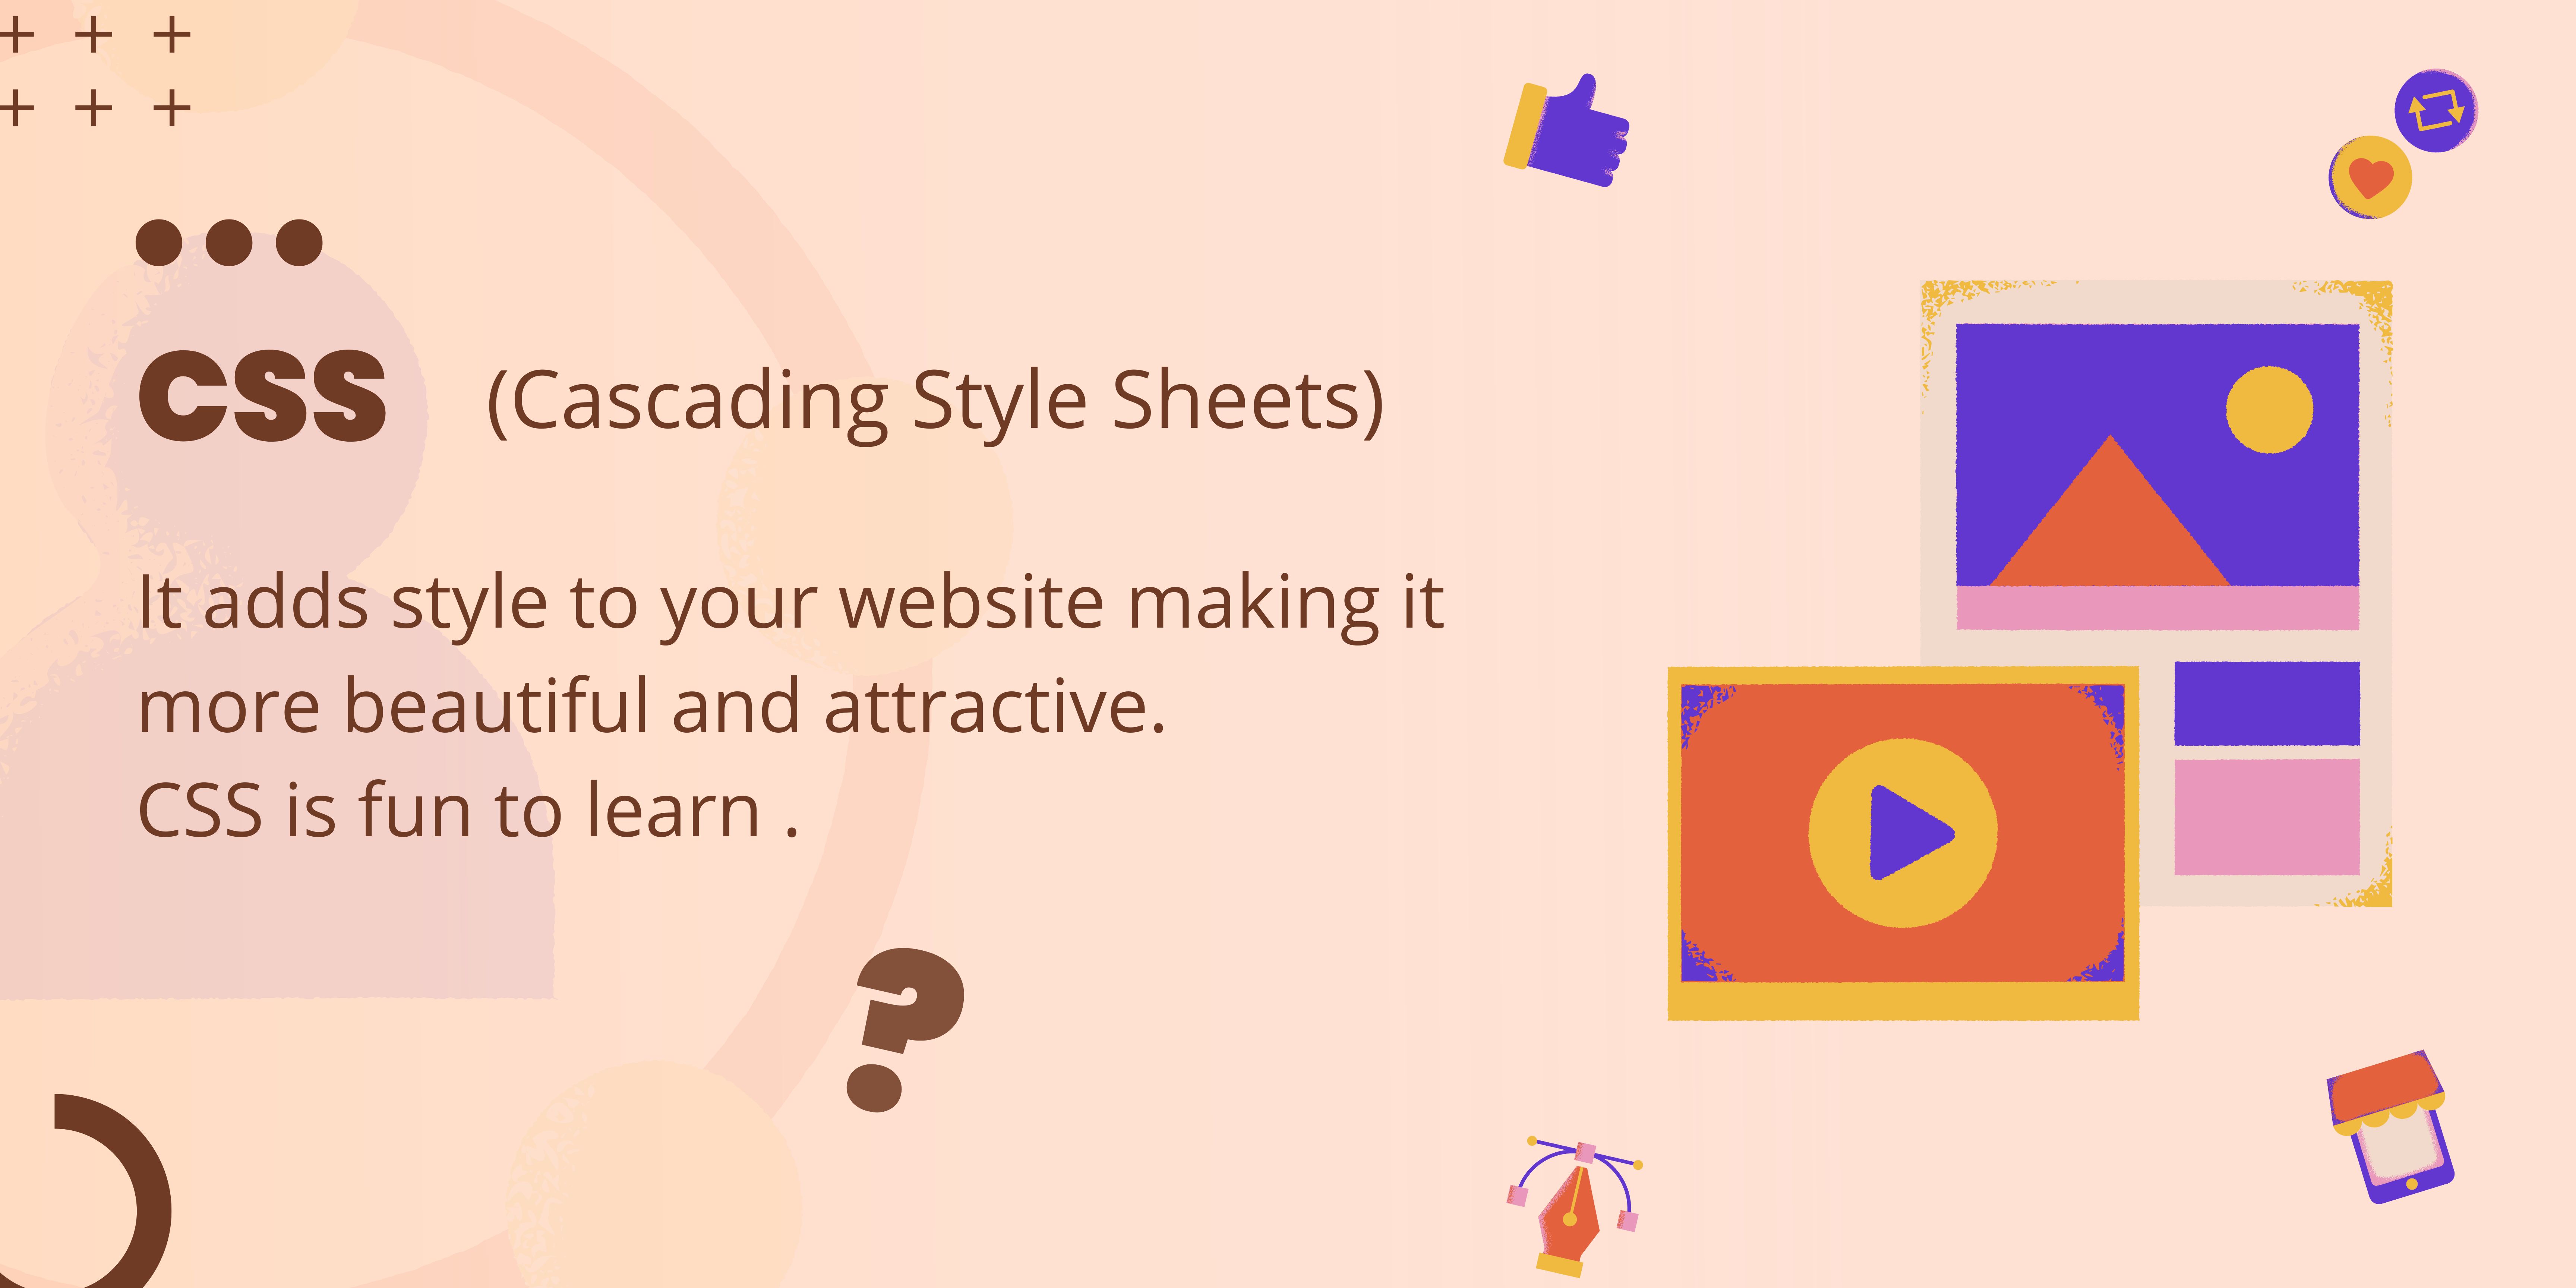 CSS (Cascading Style Sheets)
It adds style to your website making it
more beautiful and attractive.
CSS is fun to learn .
?